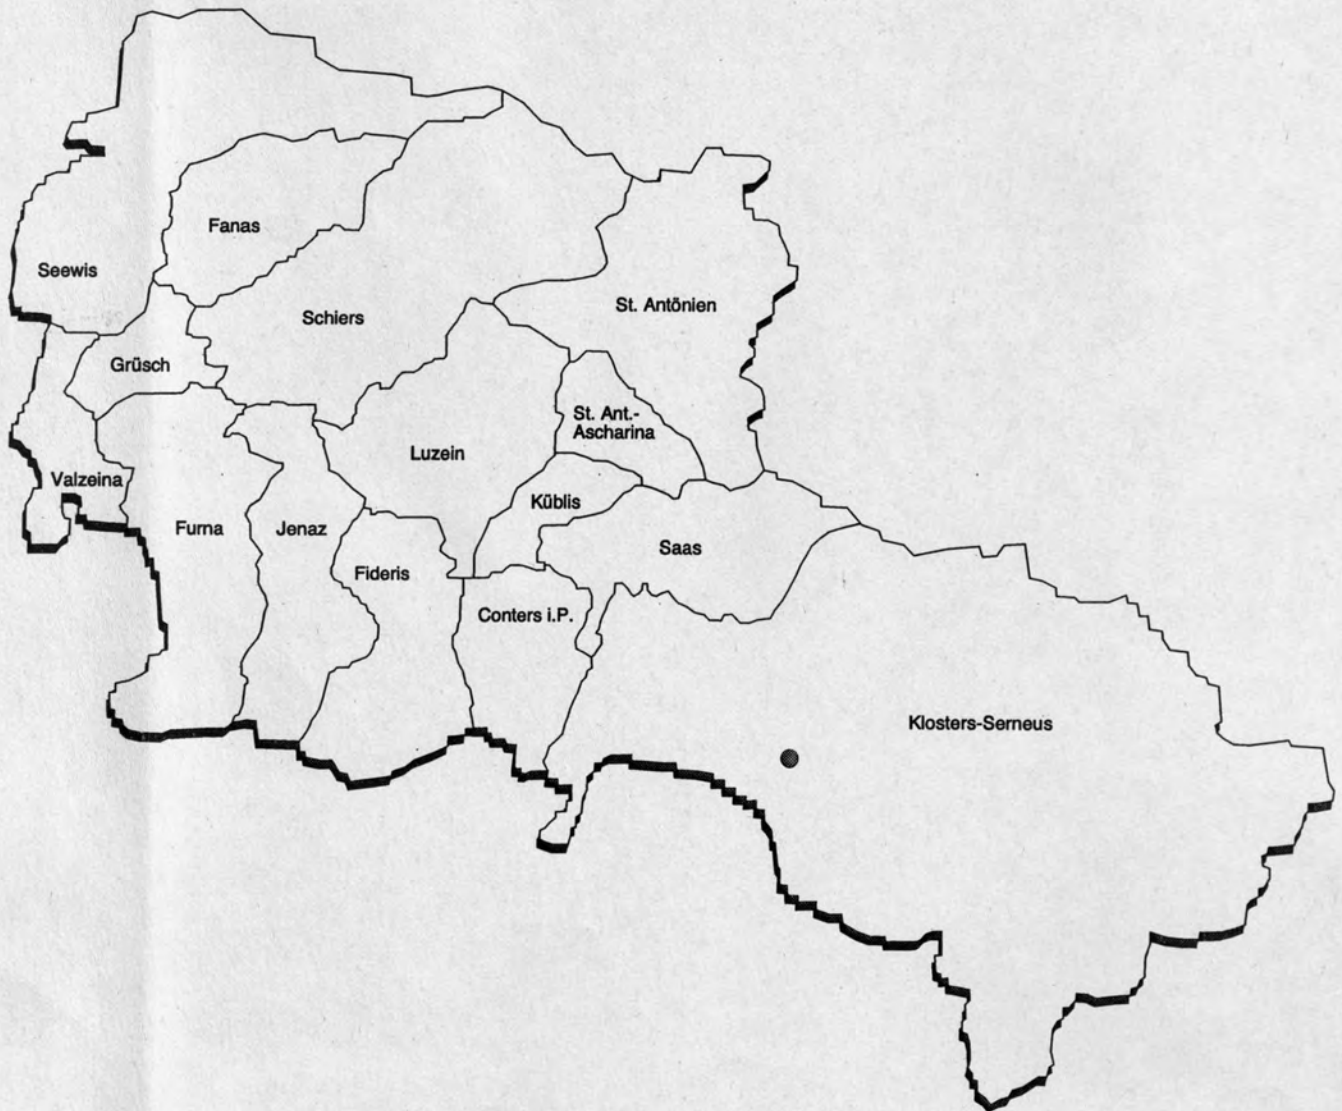 Fanas
Seewis
St. Antönien
Schiers
Grüsch
St. Ant.-
Ascharina
Luzein
Valzeina
Küblis
Furna
Jenaz
Saas
Fideris
Conters i.P.
Klosters-Serneus